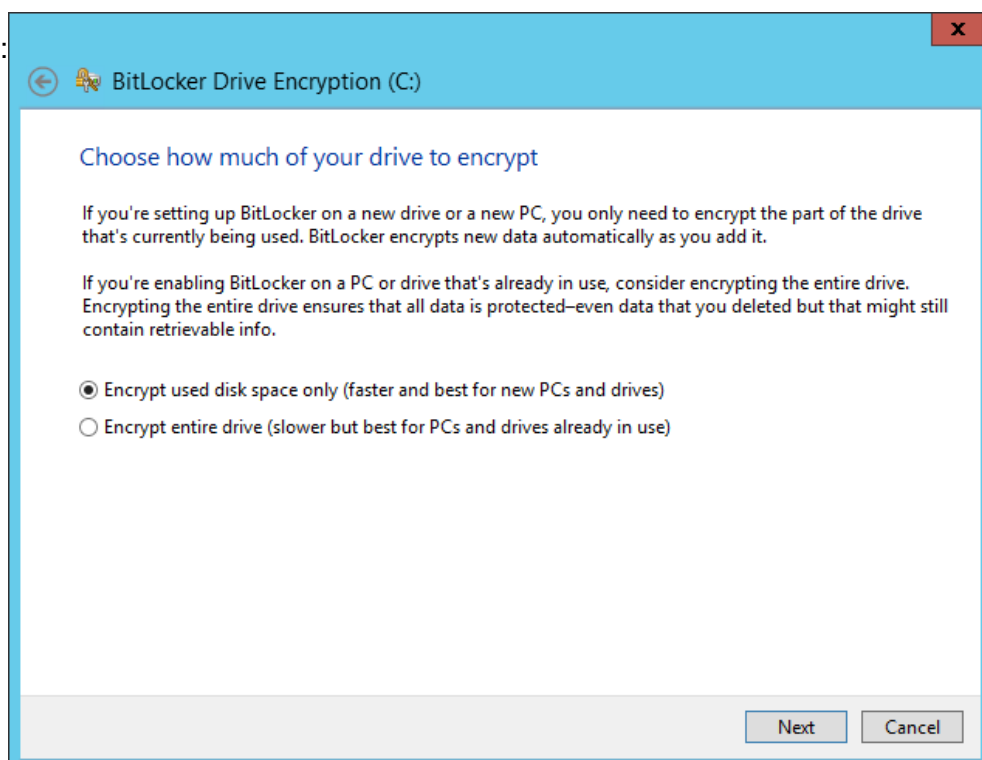 x
:
BitLocker Drive Encryption (C:)
Choose how much of your drive to encrypt
If you're setting up BitLocker on a new drive or a new PC, you only need to encrypt the part of the drive
that's currently being used. BitLocker encrypts new data automatically as you add it.
If you're enabling BitLocker on a PC or drive that's already in use, consider encrypting the entire drive.
Encrypting the entire drive ensures that all data is protected–even data that you deleted but that might still
contain retrievable info.
Encrypt used disk space only (faster and best for new PCs and drives)
Encrypt entire drive (slower but best for PCs and drives already in use)
Next Cancel